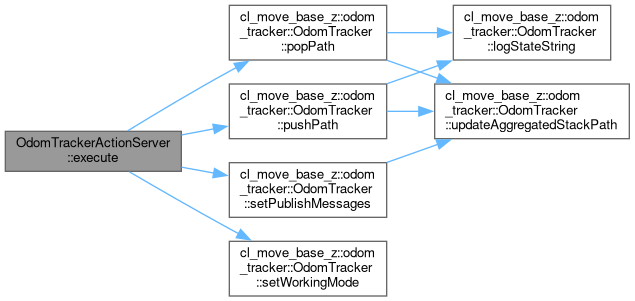 OdomTrackerActionServer
::execute
cl_move_base_z::odom
_tracker::OdomTracker
::popPath
cl_move_base_z::odom
_tracker::OdomTracker
::pushPath
cl_move_base_z::odom
_tracker::OdomTracker
::setPublishMessages
cl_move_base_z::odom
_tracker::OdomTracker
::setWorkingMode
cl_move_base_z::odom
_tracker::OdomTracker
::logStateString
cl_move_base_z::odom
_tracker::OdomTracker
::updateAggregatedStackPath